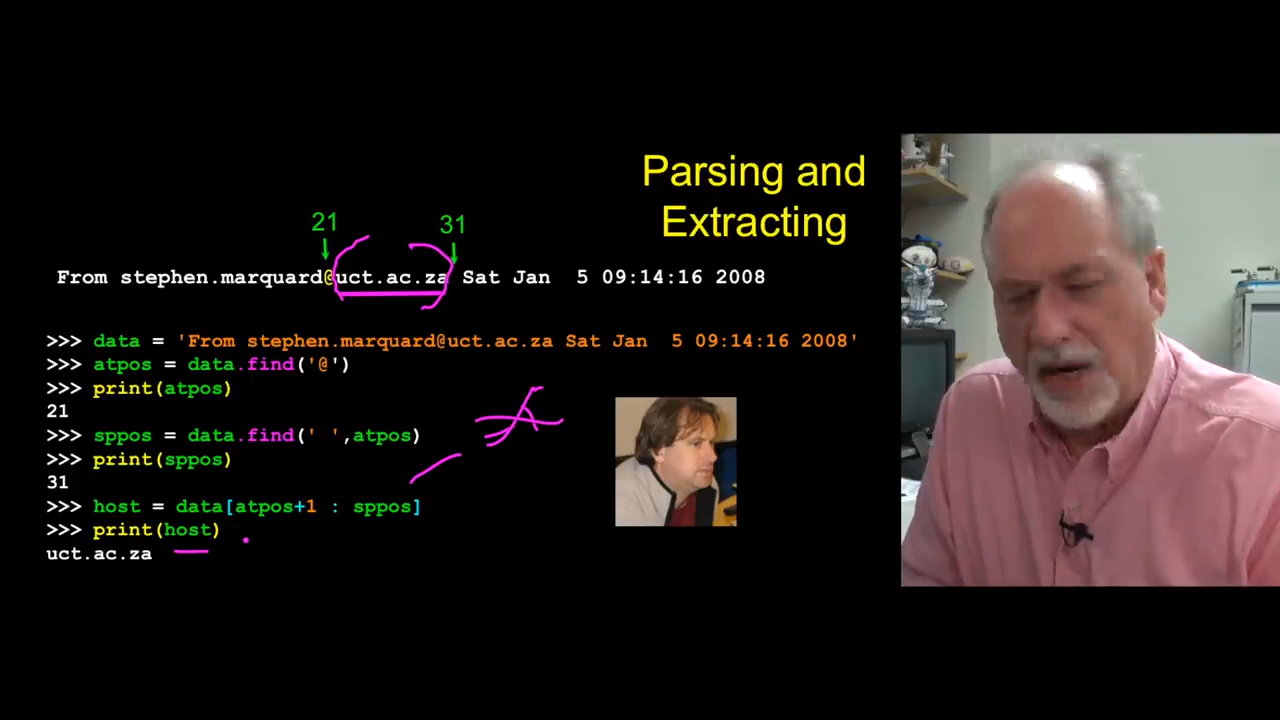 Parsing and
Extracting
21 31
From stephen.marquard@uct.ac.za Sat Jan  5 09:14:16 2008
>>> data = 'From stephen.marquard@uct.ac.za Sat Jan  5 09:14:16 2008'
>>> atpos = data.find('@')
>>> print(atpos)
21
>>> sppos = data.find(' ',atpos)
>>> print(sppos)
31
>>> host = data[atpos+1 : sppos]
>>> print(host)
uct.ac.za